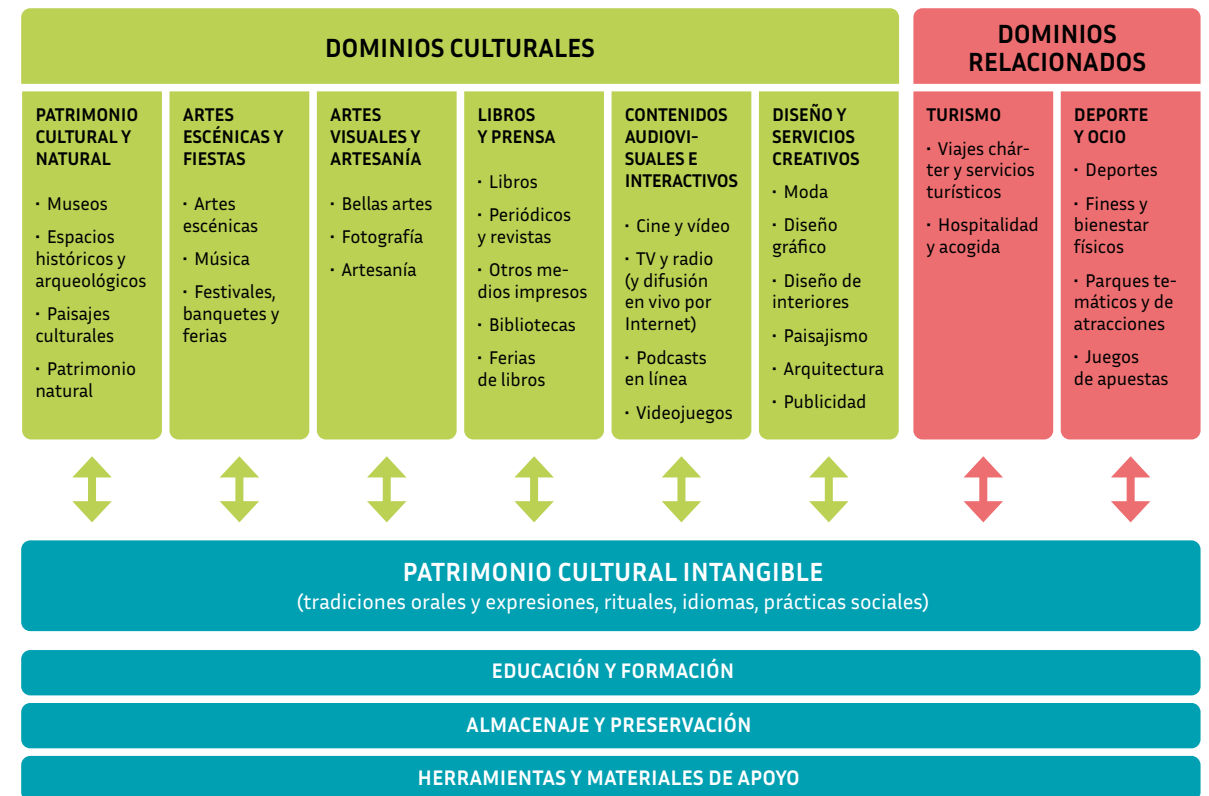 DOMINIOS CULTURALES
DOMINIOS
RELACIONADOS
PATRIMONIO
CULTURAL Y
NATURAL
· Museos
· Espacios
históricos y
arqueológicos
· Paisajes
culturales
· Patrimonio
natural
ARTES
ESCÉNICAS Y
FIESTAS
· Artes
escénicas
· Música
· Festivales,
banquetes y
ferias
ARTES
VISUALES Y
ARTESANÍA
· Bellas artes
· Fotografía
· Artesanía
LIBROS
Y PRENSA
· Libros
· Periódicos
y revistas
· Otros me-
dios impresos
· Bibliotecas
· Ferias
de libros
CONTENIDOS
AUDIOVI-
SUALES E
INTERACTIVOS
· Cine y vídeo
· TV y radio
(y difusión
en vivo por
Internet)
· Podcasts
en línea
· Videojuegos
DISEÑO Y
SERVICIOS
CREATIVOS
· Moda
· Diseño
gráfico
· Diseño de
interiores
· Paisajismo
· Arquitectura
· Publicidad
TURISMO
· Viajes chár-
ter y servicios
turísticos
· Hospitalidad
y acogida
DEPORTE
Y OCIO
· Deportes
· Finess y
bienestar
físicos
· Parques te-
máticos y de
atracciones
· Juegos
de apuestas
PATRIMONIO CULTURAL INTANGIBLE
(tradiciones orales y expresiones, rituales, idiomas, prácticas sociales)
EDUCACIÓN Y FORMACIÓN
ALMACENAJE Y PRESERVACIÓN
HERRAMIENTAS Y MATERIALES DE APOYO